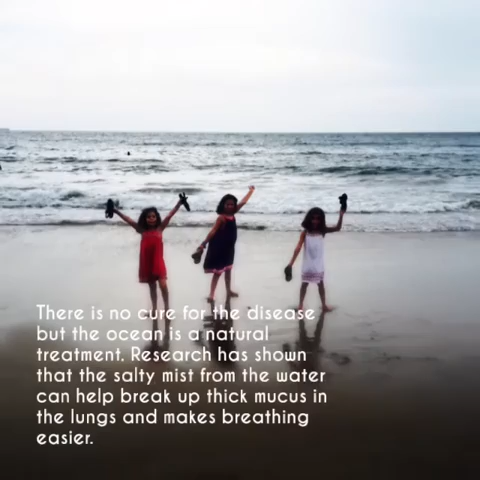 There is no cure for the disease
but the ocean is a natural
treatment. Research has shown
that the salty mist from the water
can help break up thick mucus in
the lungs and makes breathing
easier.